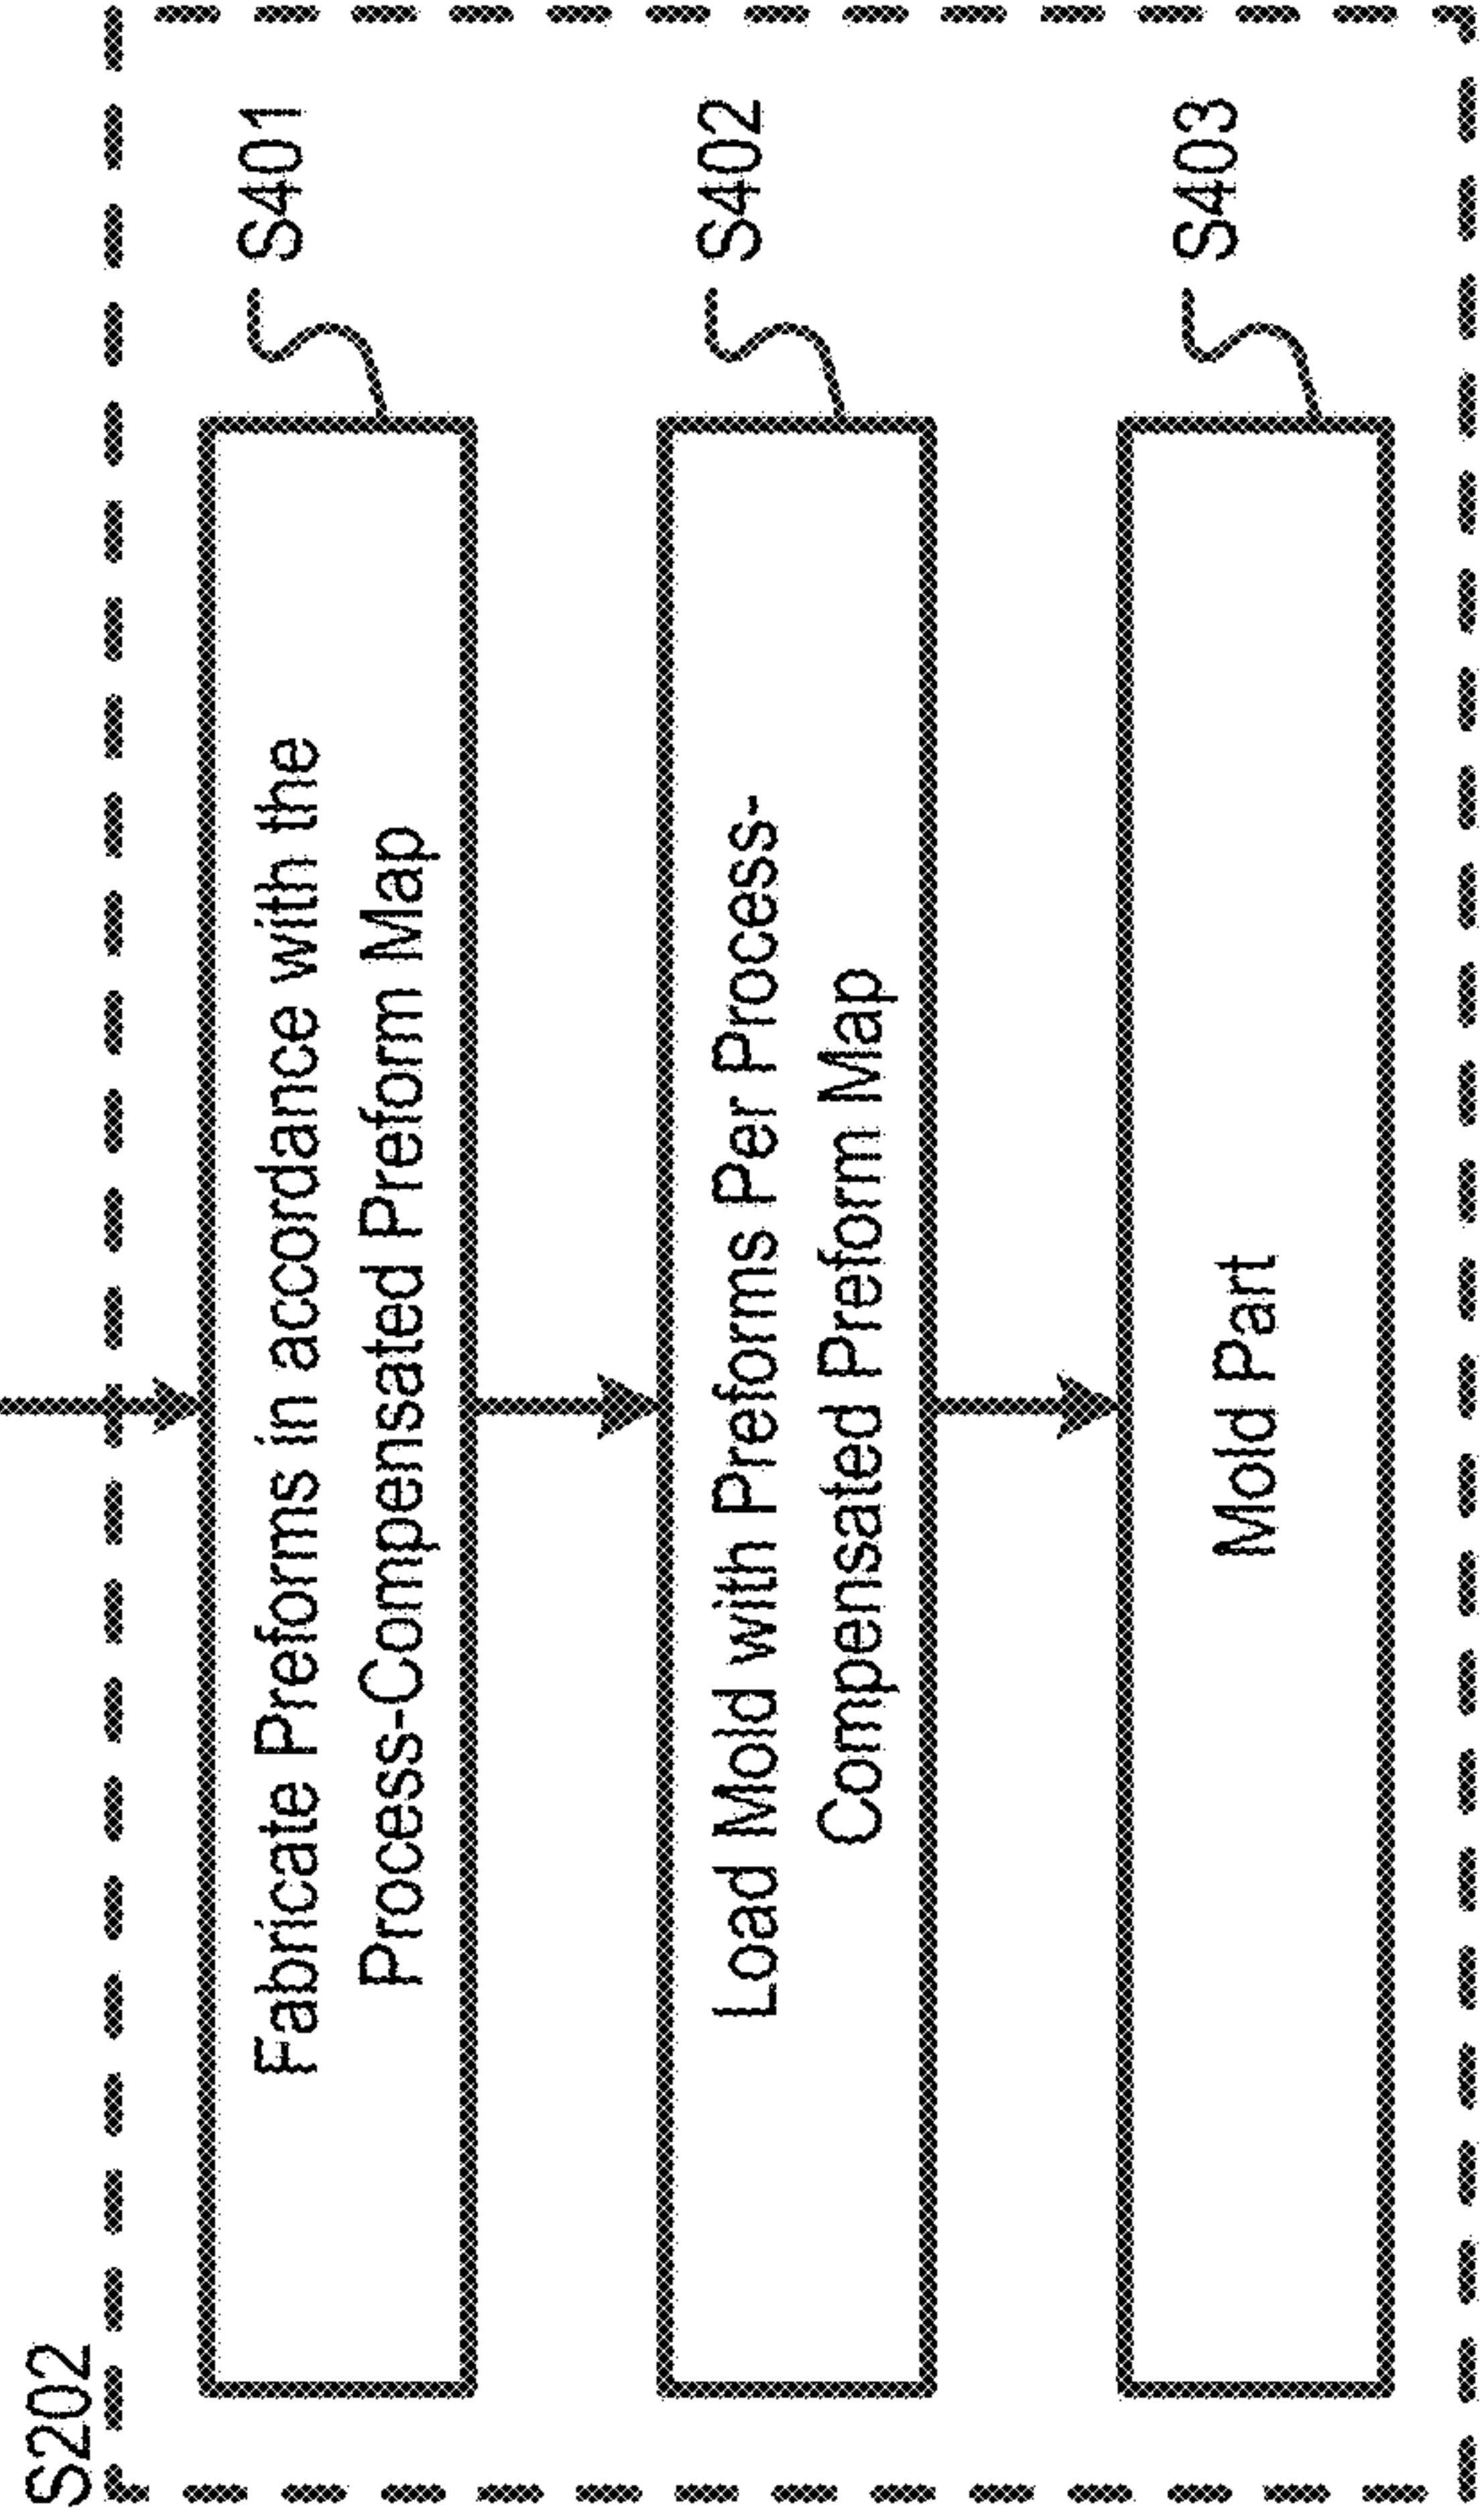 S202
Fabricate Preforms in accordance with the
Process-Compensated Preform Map
S401
Load Mold with Preforms Per Process-
Compensated Preform Map
S402
Mold Part
S403